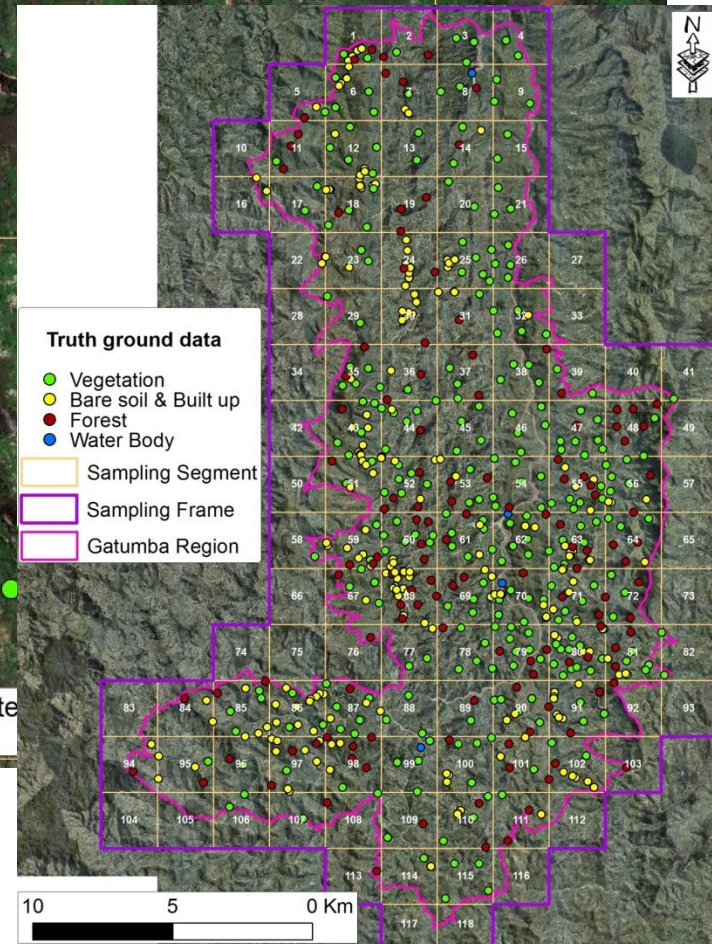 N
1 2 3 4
5 6 7 8 9
10 11 12 13 14 15
16 17 18 19 20 21
22 23 24 25 26 27
28 29 30 31 32 33
34 35 36 37 38 39 40 41
42 43 44 45 46 47 48 49
50 51 52 53 54 55 56 57
58 59 60 61 62 63 64 65
66 67 68 69 70 71 72 73
74 75 76 77 78 79 80 81 82
83 84 85 86 87 88 89 90 91 92 93
94 95 96 97 98 99 100 101 102 103
104 105 106 107 108 109 110 111 112
113 114 115 116
117 118
Truth ground data
Vegetation
Bare soil & Built up
Forest
Water Body
Sampling Segment
Sampling Frame
Gatumba Region
te
10 5 0 Km